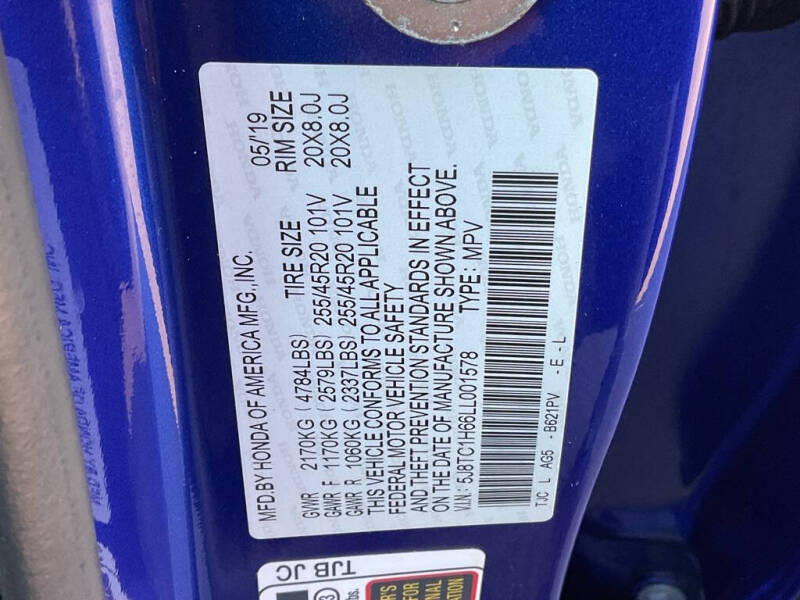 MFD.BY HONDA OF AMERICA MFG.,INC. 05/'19
TIRE SIZE RIM SIZE
GVWR 2170KG (4784LBS)
GAWR F 1170KG (2579LBS) 255/45R20 101V 20X8.0J
GAWR R 1060KG (2337LBS) 255/45R20 101V 20X8.0J
THIS VEHICLE CONFORMS TO ALL APPLICABLE
FEDERAL MOTOR VEHICLE SAFETY
AND THEFT PREVENTION STANDARDS IN EFFECT
ON THE DATE OF MANUFACTURE SHOWN ABOVE.
V.I.N: 5J8TC1H66LL001578 TYPE: MPV
TJC L AG5 -B621PV -E-L
TJB JC